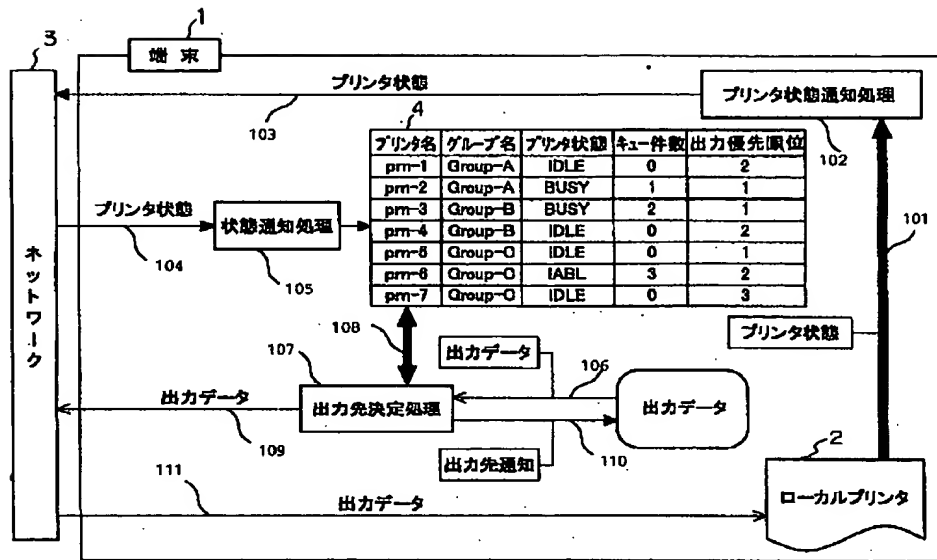 1
端末
3
プリンタ状態
103
プリンタ状態通知処理
102
4
プリンタ名 グループ名 プリンタ状態 キュー件数 出力優先順位
prn-1 Group-A IDLE 0 2
prn-2 Group-A BUSY 1 1
prn-3 Group-B BUSY 2 1
prn-4 Group-B IDLE 0 2
prn-5 Group-C IDLE 0 1
prn-6 Group-C IABL 3 2
prn-7 Group-C IDLE 0 3
101
プリンタ状態
104
状態通知処理
105
ネットワーク
プリンタ状態
108
107
出力データ
106
出力データ
109
出力先決定処理
出力データ
110
出力先通知
2
ローカルプリンタ
111
出力データ